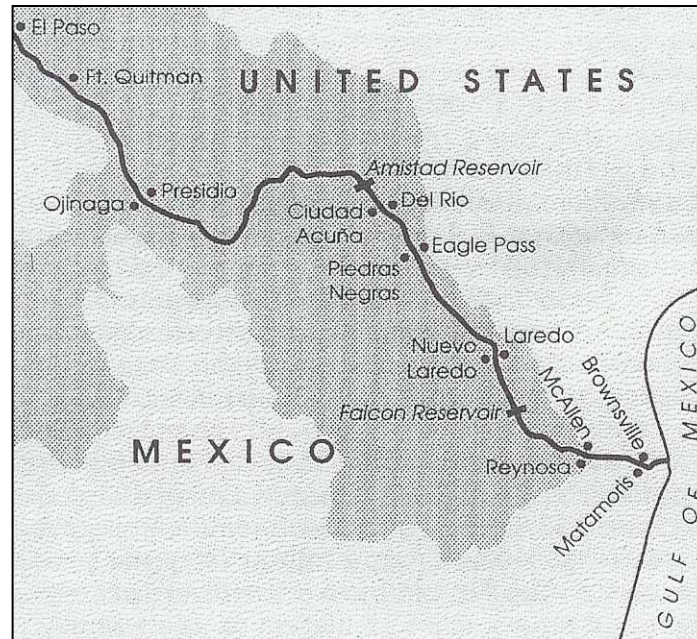 El Paso
Ft. Quitman
UNITED STATES
Amistad Reservoir
Presidio
Ojinaga
Del Rio
Ciudad
Acuña
Eagle Pass
Piedras
Negras
Laredo
Nuevo
Laredo
Falcon Reservoir
McAllen
Brownsville
MEXICO
Reynosa
Matamoris
GULF OF MEXICO